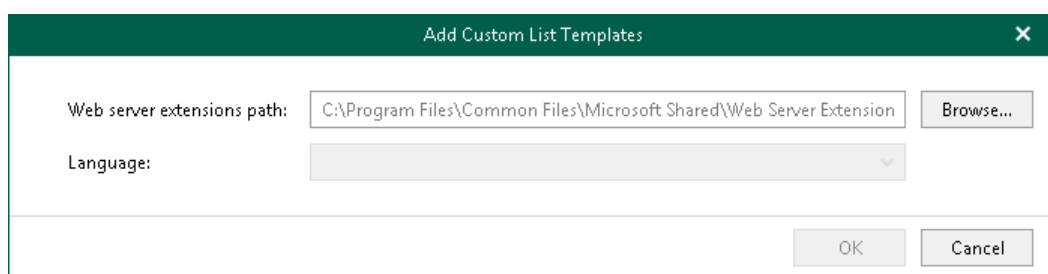 Add Custom List Templates
Web server extensions path: C:\Program Files\Common Files\Microsoft Shared\Web Server Extension Browse...
Language:
OK Cancel